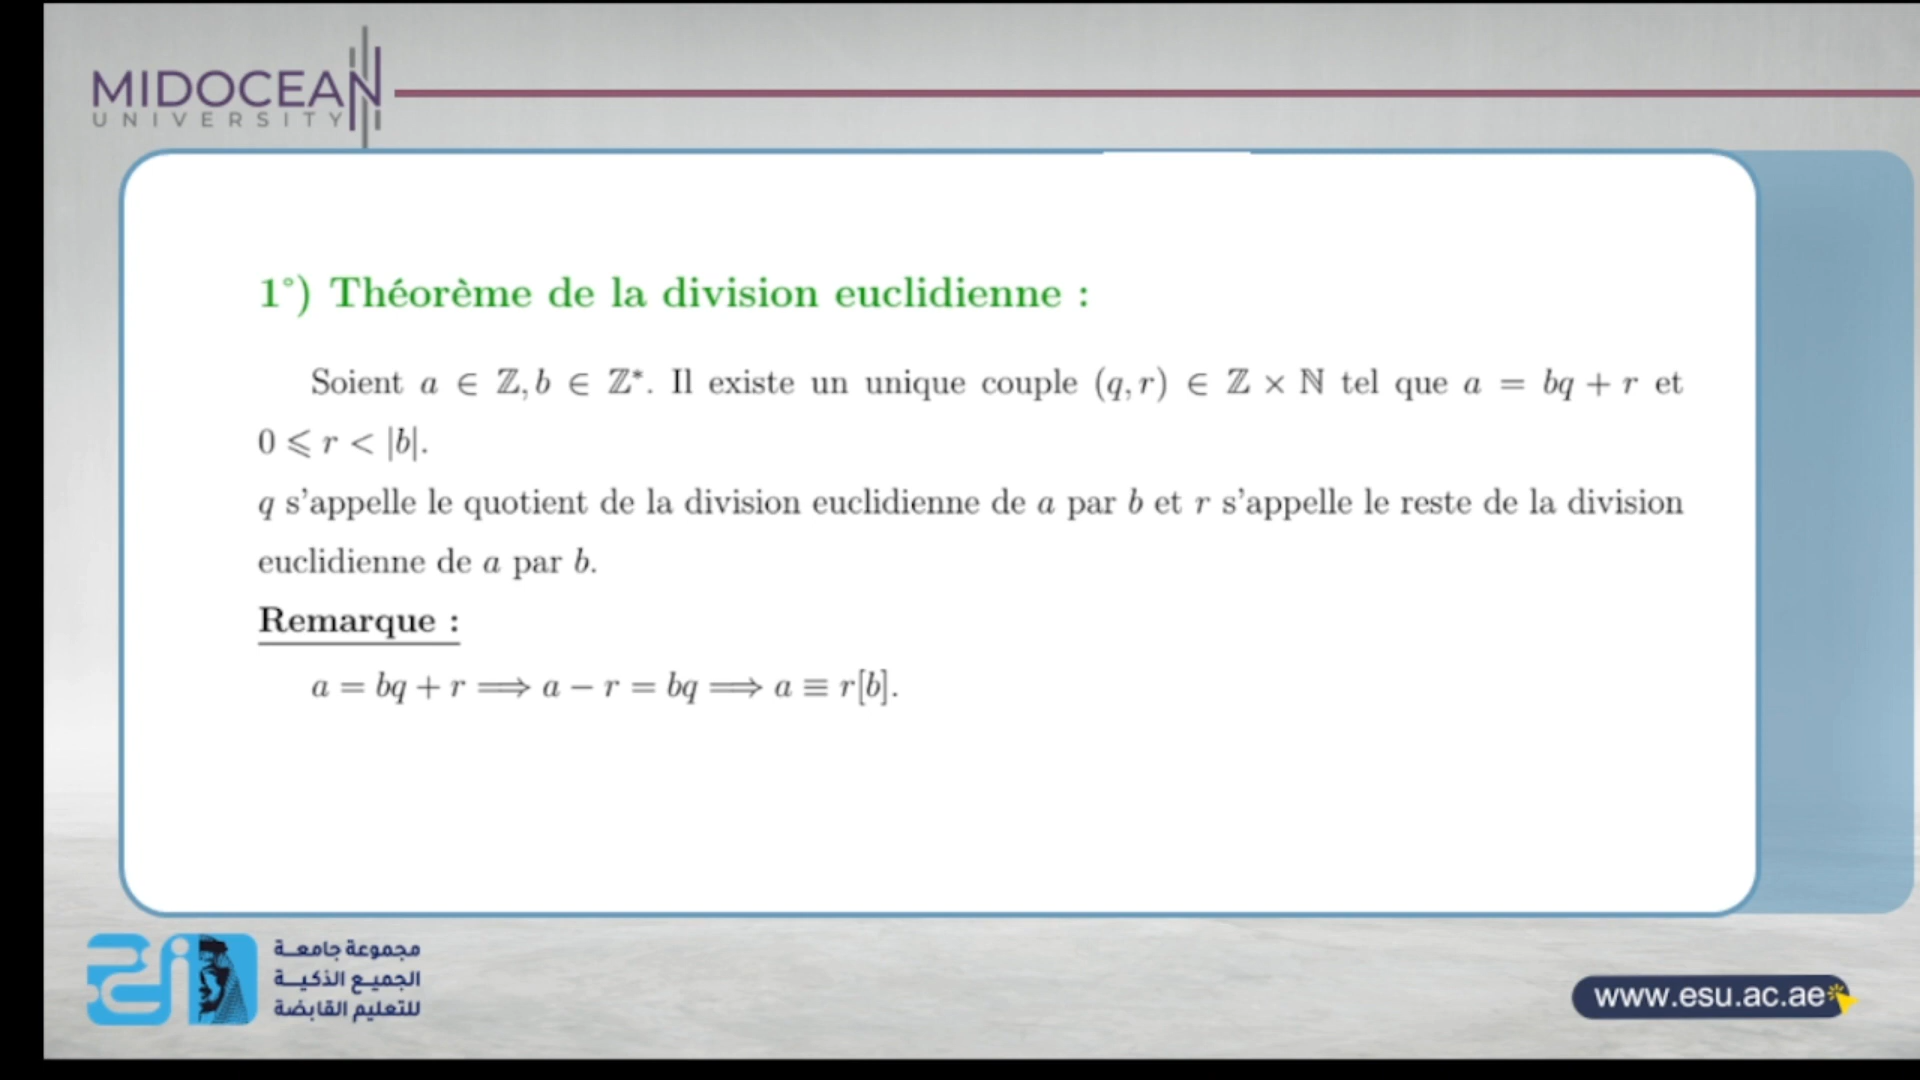 MIDOCEAN
UNIVERSITY
1°) Théorème de la division euclidienne :
Soient a ∈ ℤ, b ∈ ℤ*. Il existe un unique couple (q, r) ∈ ℤ × ℕ tel que a = bq + r et
0 ⩽ r < |b|.
q s'appelle le quotient de la division euclidienne de a par b et r s'appelle le reste de la division
euclidienne de a par b.
Remarque :
a = bq + r ⟹ a − r = bq ⟹ a ≡ r[b].
مجموعة جامعة
الجميع الذكية
للتعليم القابضة
www.esu.ac.ae